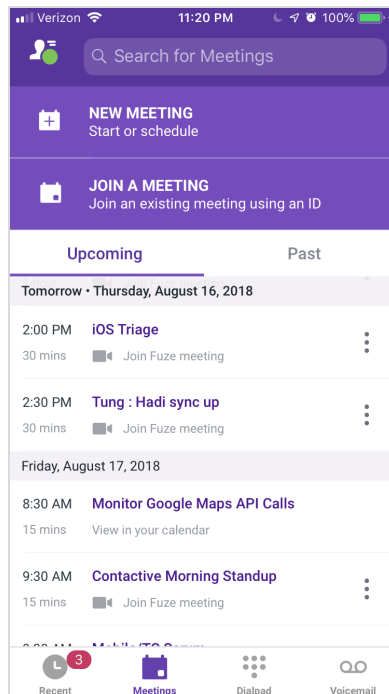 Verizon 11:20 PM 100%
Search for Meetings
NEW MEETING
Start or schedule
JOIN A MEETING
Join an existing meeting using an ID
Upcoming Past
Tomorrow • Thursday, August 16, 2018
2:00 PM iOS Triage
30 mins Join Fuze meeting
2:30 PM Tung : Hadi sync up
30 mins Join Fuze meeting
Friday, August 17, 2018
8:30 AM Monitor Google Maps API Calls
15 mins View in your calendar
9:30 AM Contactive Morning Standup
15 mins Join Fuze meeting
3
Recent Meetings Dialpad Voicemail